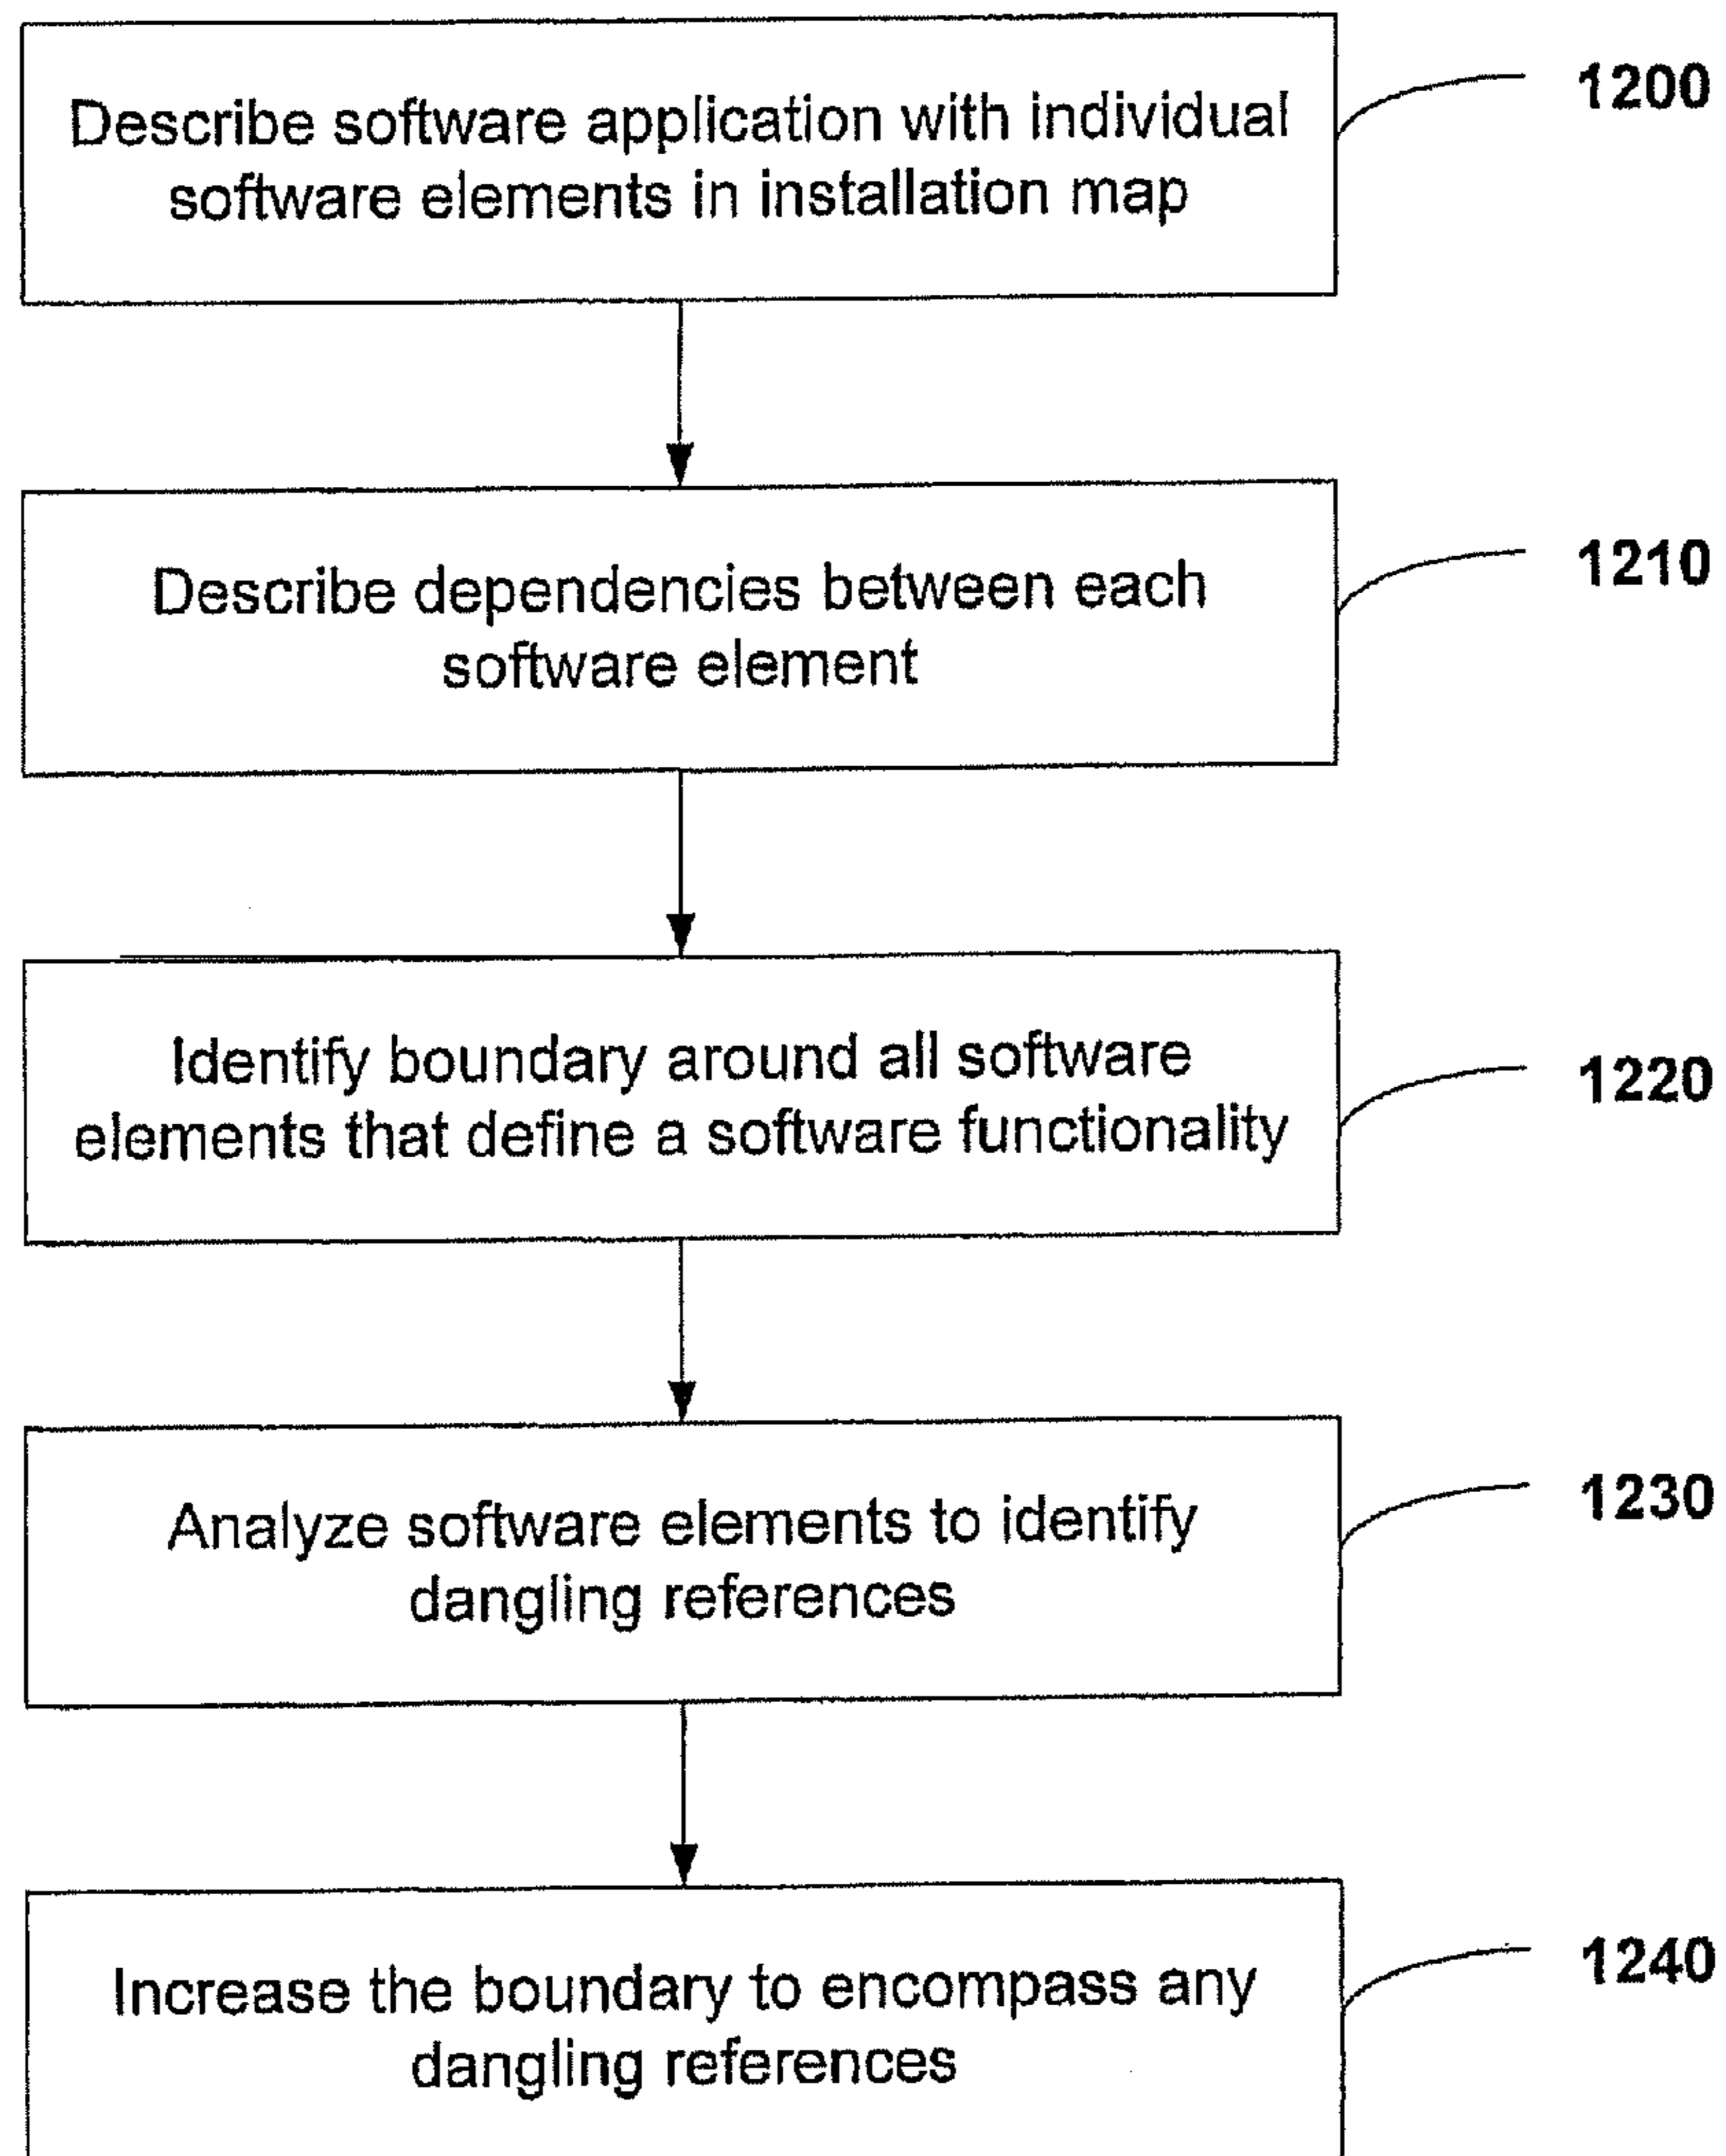 Describe software application with individual
software elements in installation map
1200
Describe dependencies between each
software element
1210
Identify boundary around all software
elements that define a software functionality
1220
Analyze software elements to identify
dangling references
1230
Increase the boundary to encompass any
dangling references
1240